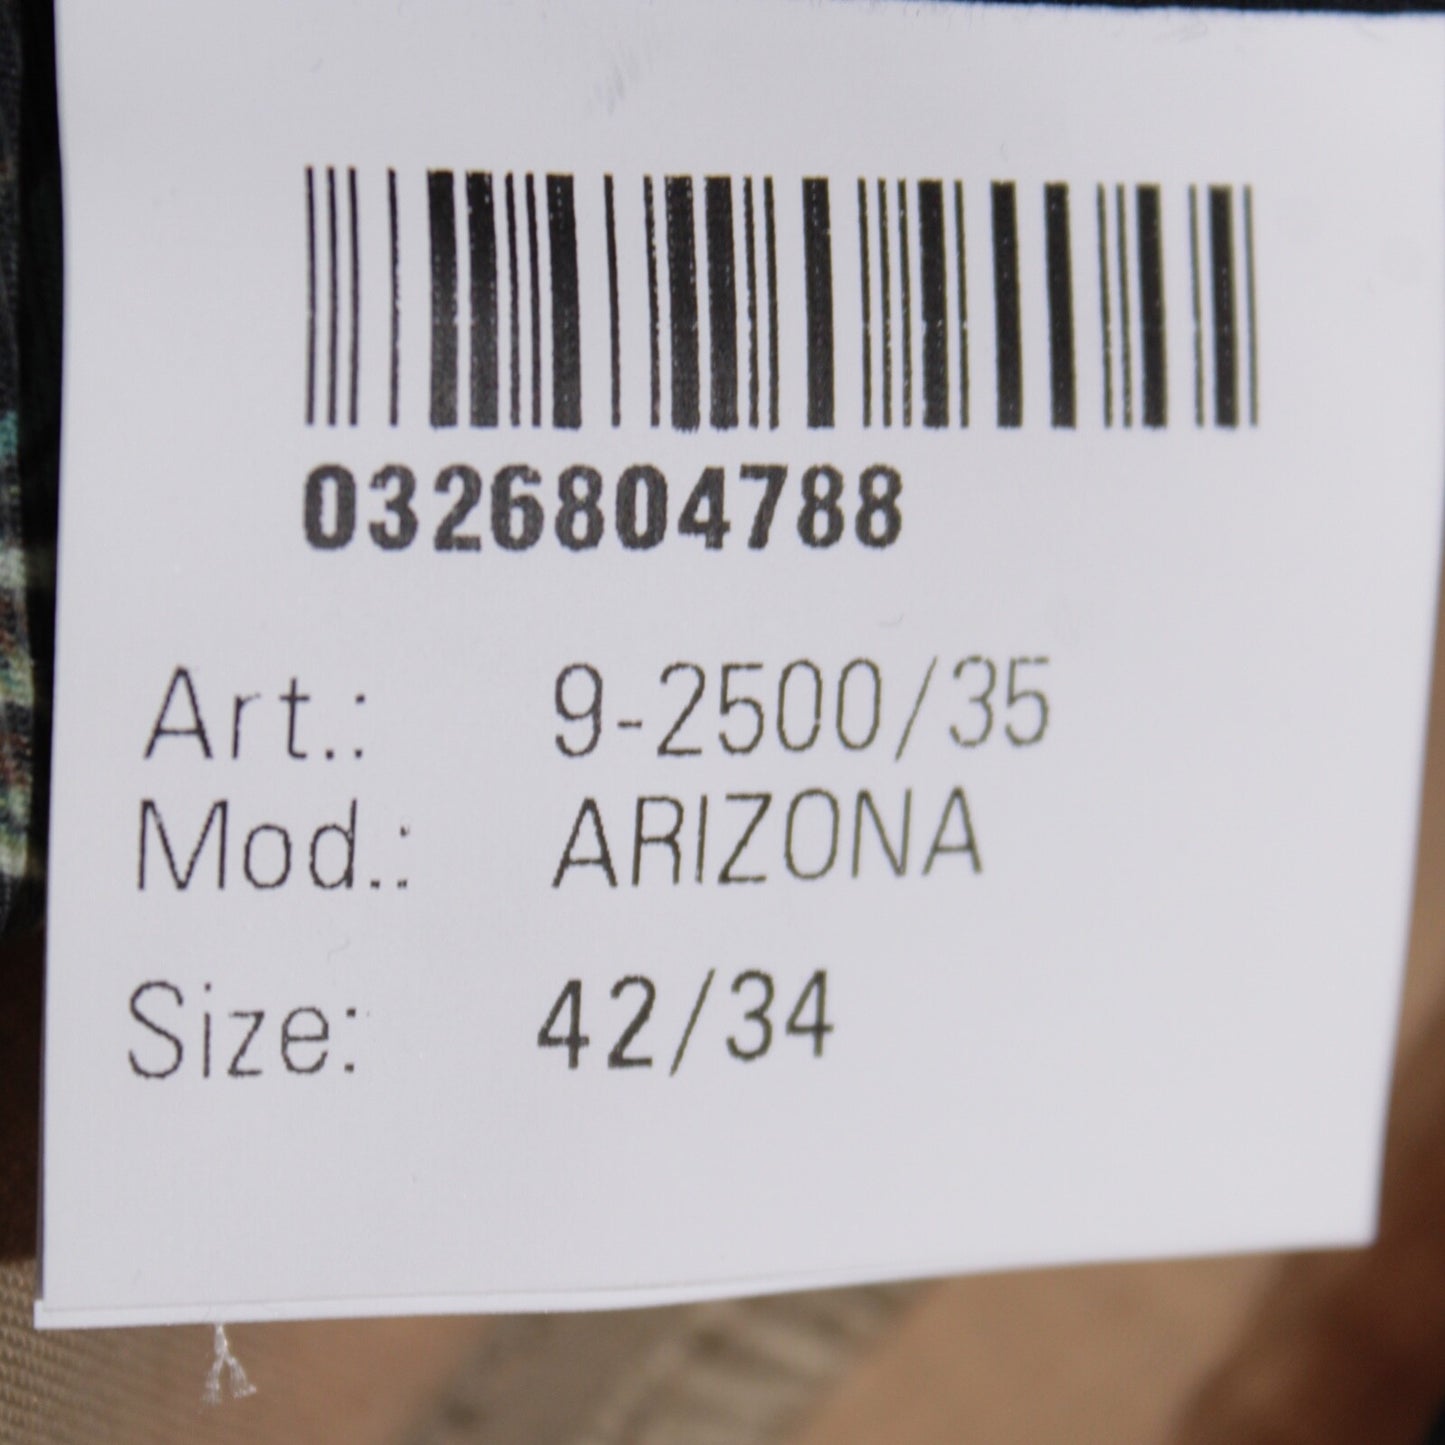 0326804788
Art.: 9-2500/35
Mod.: ARIZONA
Size: 42/34